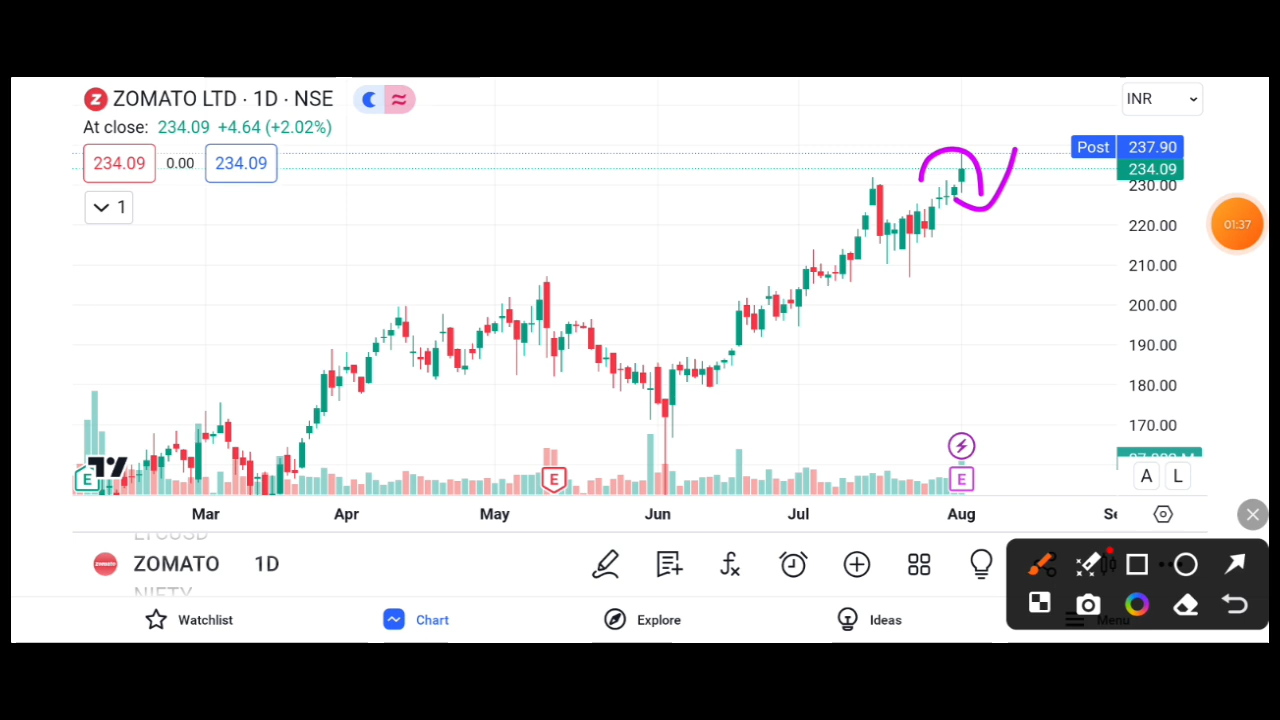 ZOMATO LTD · 1D · NSE
At close: 234.09 +4.64 (+2.02%)
234.09 0.00 234.09
1
INR
Post 237.90
234.09
230.00
220.00
210.00
200.00
190.00
180.00
170.00
01:37
E
E
E
A L
Mar Apr May Jun Jul Aug
ZOMATO 1D
NIFTY
Watchlist Chart Explore Ideas Menu